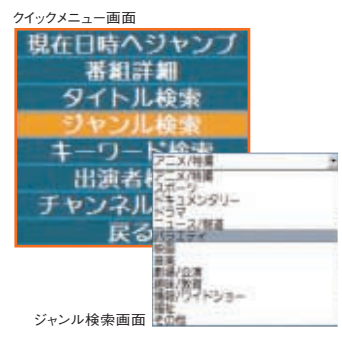 クイックメニュー画面
現在日時へジャンプ
番組詳細
タイトル検索
ジャンル検索
キーワード検索
出演者
チャンネル
戻る
アニメ/特撮
アニメ/特撮
スポーツ
ドキュメンタリー
ドラマ
ニュース/報道
バラエティ
映画
音楽
劇場/公演
趣味/教育
情報/ワイドショー
福祉
その他
ジャンル検索画面